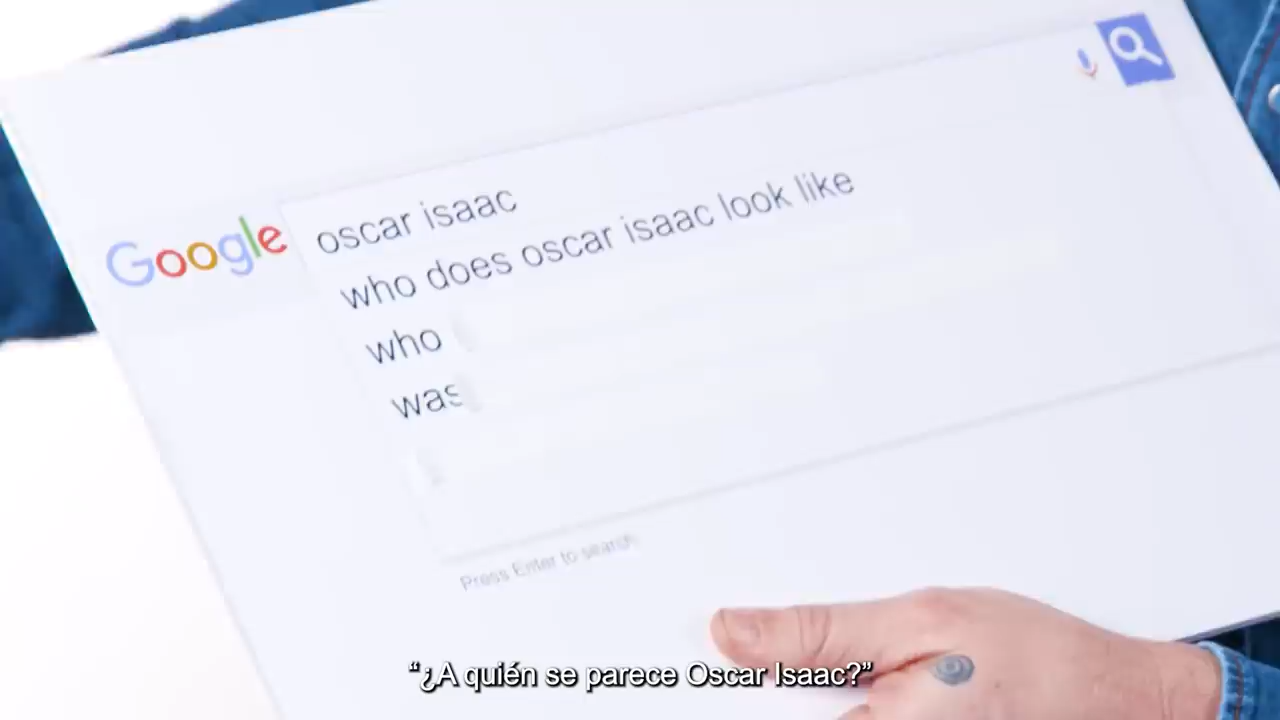 Google
oscar isaac
who does oscar isaac look like
who
was
Press Enter to search
“¿A quién se parece Oscar Isaac?”